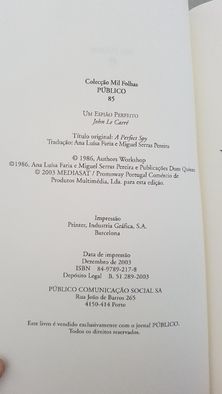 Colecção Mil Folhas
PÚBLICO
85
UM ESPIÃO PERFEITO
John Le Carré
Título original: A Perfect Spy
Tradução: Ana Luísa Faria e Miguel Serras Pereira
© 1986, Authors Workshop
©1986, Ana Luísa Faria e Miguel Serras Pereira e Publicações Dom Quixote
© 2003 MEDIASAT / Promoway Portugal Comércio de
Produtos Multimédia, Lda. para esta edição.
Impressão
Printer, Industria Gráfica, S.A.
Barcelona
Data de impressão
Dezembro de 2003
ISBN 84-9789-217-8
Depósito Legal B. 51 289-2003
PÚBLICO COMUNICAÇÃO SOCIAL SA
Rua João de Barros 265
4150-414 Porto
Este livro é vendido exclusivamente com o jornal PÚBLICO.
Todos os direitos reservados.